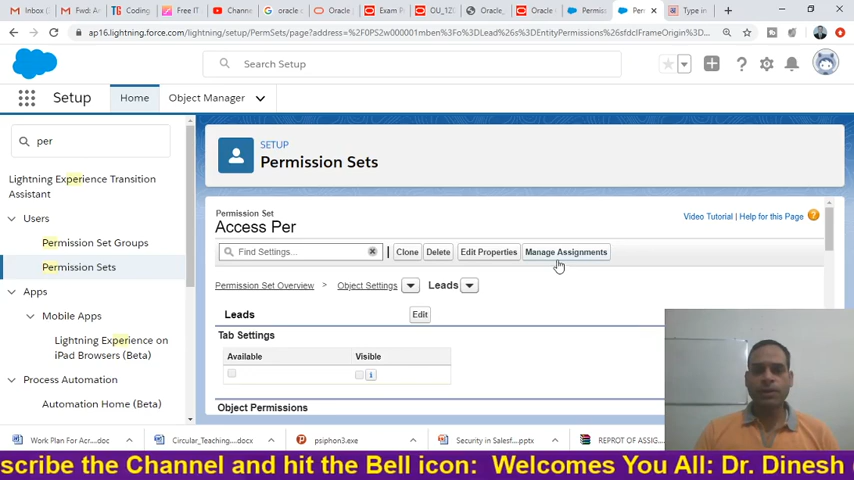 Inbox (
Fwd: A
Coding
Free IT
Channe
oracle c
Oracle
Exam P
OU_1Z0
Oracle_
Oracle
Permiss
Per
Type in
ap16.lightning.force.com/lightning/setup/PermSets/page?address=%2F0PS2w000001mben%3Fs%3DEntityPermissions%26o%3DLead%26s%3DEntityPermissions%26sfdcIFrameOrigin%3D...
Search Setup
Setup
Home
Object Manager
per
Lightning Experience Transition
Assistant
Users
Permission Set Groups
Permission Sets
Apps
Mobile Apps
Lightning Experience on
iPad Browsers (Beta)
Process Automation
Automation Home (Beta)
SETUP
Permission Sets
Permission Set
Access Per
Video Tutorial | Help for this Page
Find Settings...
Clone
Delete
Edit Properties
Manage Assignments
Permission Set Overview > Object Settings Leads
Leads
Edit
Tab Settings
Available
Visible
Object Permissions
Work Plan For Acr....doc
Circular_Teaching....docx
psiphon3.exe
Security in Salesf....pptx
REPROT OF ASSIG...
scribe the Channel and hit the Bell icon: Welcomes You All: Dr. Dinesh